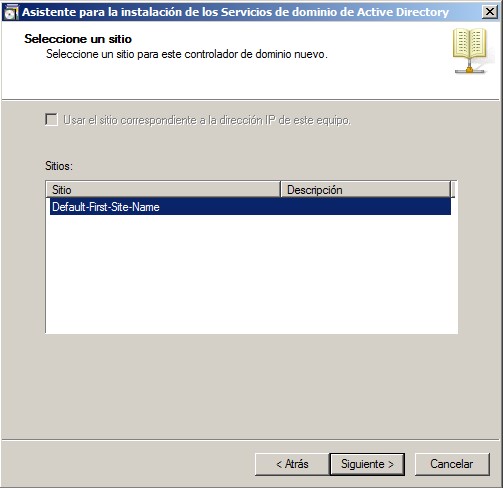 Asistente para la instalación de los Servicios de dominio de Active Directory
Seleccione un sitio
Seleccione un sitio para este controlador de dominio nuevo.
Usar el sitio correspondiente a la dirección IP de este equipo.
Sitios:
Sitio Descripción
Default-First-Site-Name
< Atrás Siguiente > Cancelar